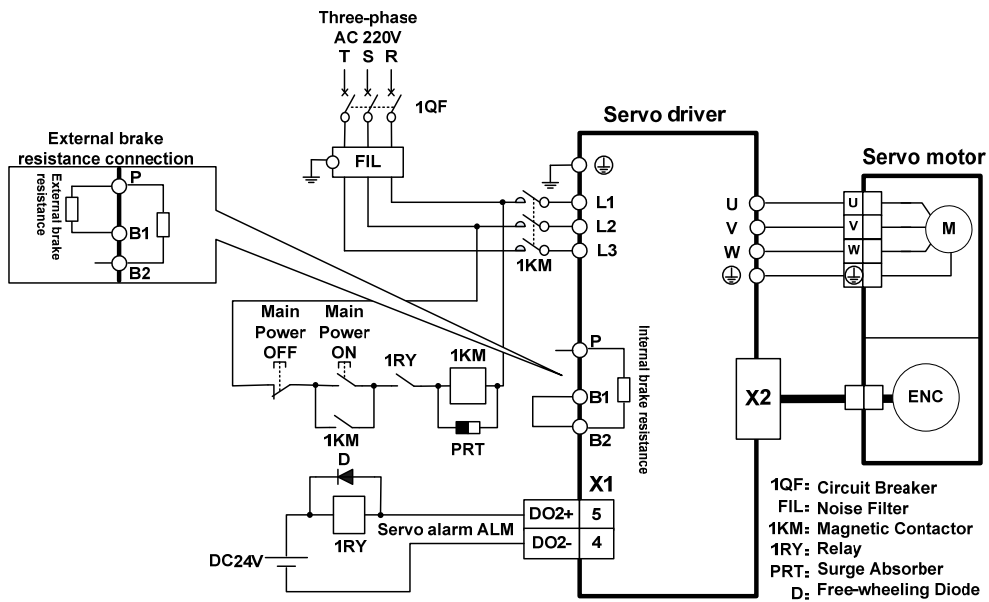 Three-phase
AC 220V
T S R
1QF
Servo driver
External brake
resistance connection
P
External brake
resistance
B1
B2
FIL
L1
L2
L3
1KM
U
V
W
Servo motor
U
V
W
M
Main
Power
OFF
Main
Power
ON
1RY
1KM
1KM
PRT
P
B1
B2
Internal brake resistance
X2
ENC
D
1RY
DC24V
Servo alarm ALM
X1
DO2+ 5
DO2- 4
1QF: Circuit Breaker
FIL: Noise Filter
1KM: Magnetic Contactor
1RY: Relay
PRT: Surge Absorber
D: Free-wheeling Diode